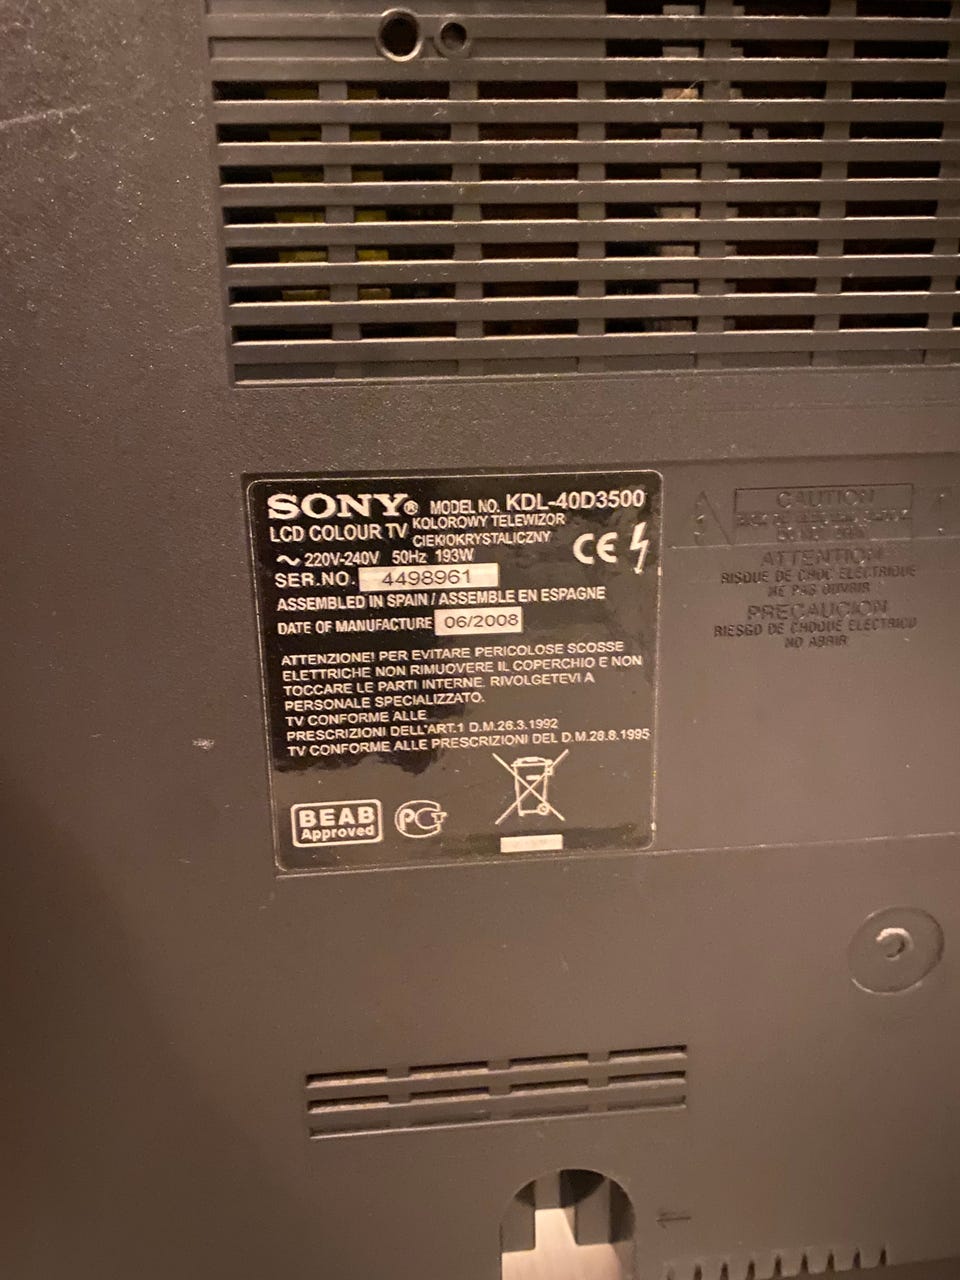 SONY® MODEL NO. KDL-40D3500
LCD COLOUR TV KOLOROWY TELEWIZOR
CIEKŁOKRYSTALICZNY
~ 220V-240V 50Hz 193W
CE
SER.NO. 4498961
ASSEMBLED IN SPAIN / ASSEMBLE EN ESPAGNE
DATE OF MANUFACTURE 06/2008
ATTENZIONE! PER EVITARE PERICOLOSE SCOSSE
ELETTRICHE NON RIMUOVERE IL COPERCHIO E NON
TOCCARE LE PARTI INTERNE. RIVOLGETEVI A
PERSONALE SPECIALIZZATO.
TV CONFORME ALLE
PRESCRIZIONI DELL'ART.1 D.M.26.3.1992
TV CONFORME ALLE PRESCRIZIONI DEL D.M.26.8.1995
BEAB
Approved
PCT
CAUTION
ATTENTION
RISQUE DE CHOC ELECTRIQUE
NE PAS OUVRIR
PRECAUCION
RIESGO DE CHOQUE ELECTRICO
NO ABRIR